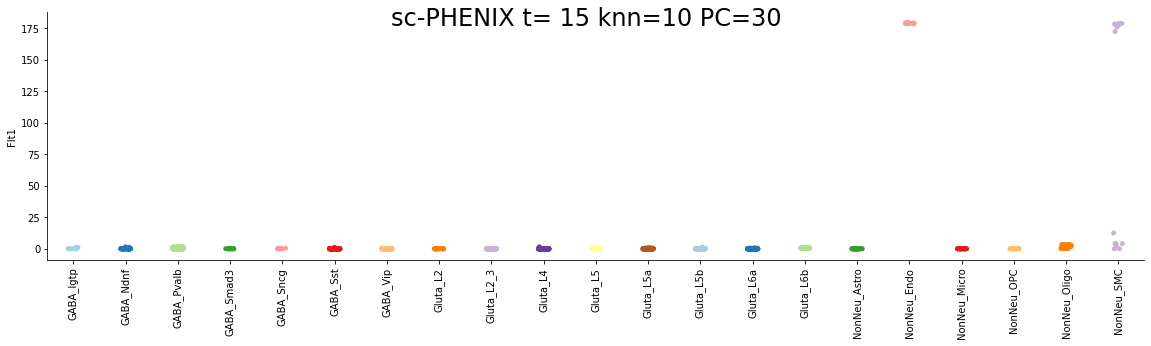 sc-PHENIX t= 15 knn=10 PC=30
Flt1
175
150
125
100
75
50
25
0
GABA_Igtp
GABA_Ndnf
GABA_Pvalb
GABA_Smad3
GABA_Sncg
GABA_Sst
GABA_Vip
Gluta_L2
Gluta_L2_3
Gluta_L4
Gluta_L5
Gluta_L5a
Gluta_L5b
Gluta_L6a
Gluta_L6b
NonNeu_Astro
NonNeu_Endo
NonNeu_Micro
NonNeu_OPC
NonNeu_Oligo
NonNeu_SMC